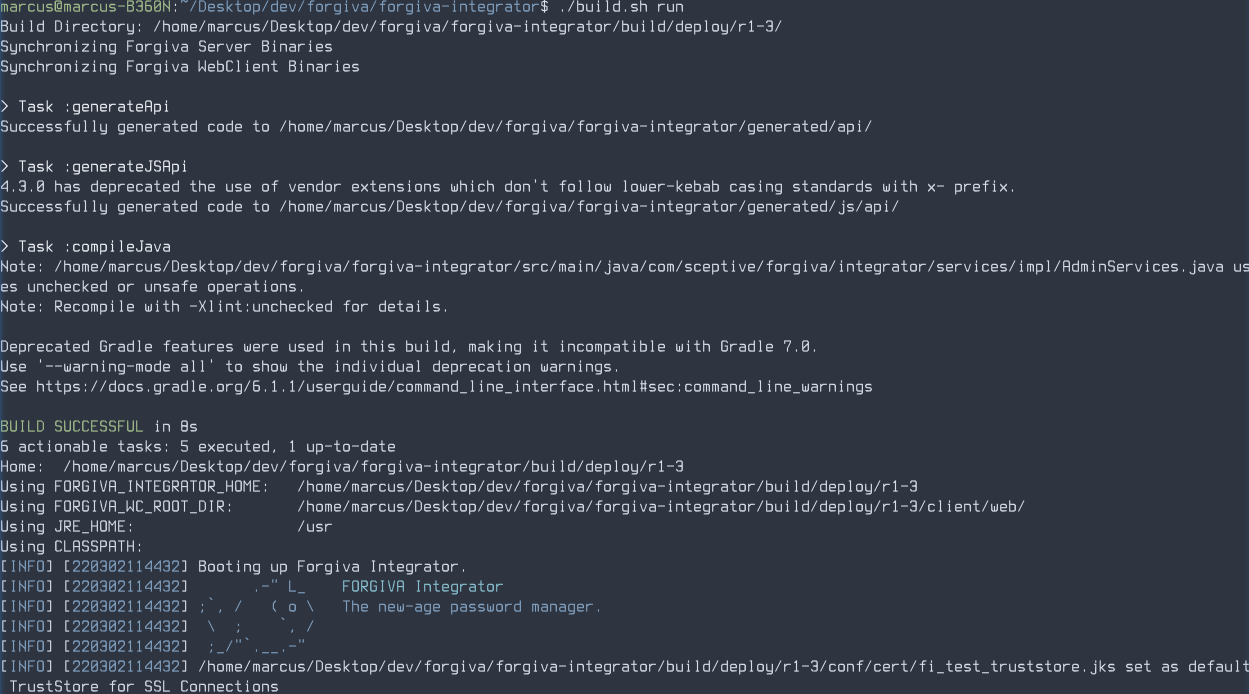 marcus@marcus-B360N:~/Desktop/dev/forgiva/forgiva-integrator$ ./build.sh run
Build Directory: /home/marcus/Desktop/dev/forgiva/forgiva-integrator/build/deploy/r1-3/
Synchronizing Forgiva Server Binaries
Synchronizing Forgiva WebClient Binaries

> Task :generateApi
Successfully generated code to /home/marcus/Desktop/dev/forgiva/forgiva-integrator/generated/api/

> Task :generateJSApi
4.3.0 has deprecated the use of vendor extensions which don't follow lower-kebab casing standards with x- prefix.
Successfully generated code to /home/marcus/Desktop/dev/forgiva/forgiva-integrator/generated/js/api/

> Task :compileJava
Note: /home/marcus/Desktop/dev/forgiva/forgiva-integrator/src/main/java/com/sceptive/forgiva/integrator/services/impl/AdminServices.java us
es unchecked or unsafe operations.
Note: Recompile with -Xlint:unchecked for details.

Deprecated Gradle features were used in this build, making it incompatible with Gradle 7.0.
Use '--warning-mode all' to show the individual deprecation warnings.
See https://docs.gradle.org/6.1.1/userguide/command_line_interface.html#sec:command_line_warnings

BUILD SUCCESSFUL in 8s
6 actionable tasks: 5 executed, 1 up-to-date
Home:  /home/marcus/Desktop/dev/forgiva/forgiva-integrator/build/deploy/r1-3
Using FORGIVA_INTEGRATOR_HOME:   /home/marcus/Desktop/dev/forgiva/forgiva-integrator/build/deploy/r1-3
Using FORGIVA_WC_ROOT_DIR:       /home/marcus/Desktop/dev/forgiva/forgiva-integrator/build/deploy/r1-3/client/web/
Using JRE_HOME:                  /usr
Using CLASSPATH:
[INFO] [220302114432] Booting up Forgiva Integrator.
[INFO] [220302114432]       .-" L_    FORGIVA Integrator
[INFO] [220302114432] ;`, /   ( o \   The new-age password manager.
[INFO] [220302114432]  \  ;    `, /
[INFO] [220302114432]  ;_/"`.__.-"
[INFO] [220302114432] /home/marcus/Desktop/dev/forgiva/forgiva-integrator/build/deploy/r1-3/conf/cert/fi_test_truststore.jks set as default
 TrustStore for SSL Connections